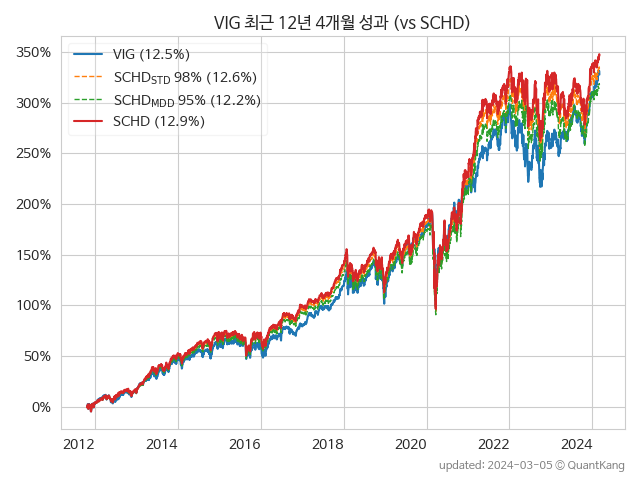 VIG 최근 12년 4개월 성과 (vs SCHD)
350%
300%
250%
200%
150%
100%
50%
0%
VIG (12.5%)
SCHD_STD 98% (12.6%)
SCHD_MDD 95% (12.2%)
SCHD (12.9%)
2012 2014 2016 2018 2020 2022 2024
updated: 2024-03-05 © QuantKang